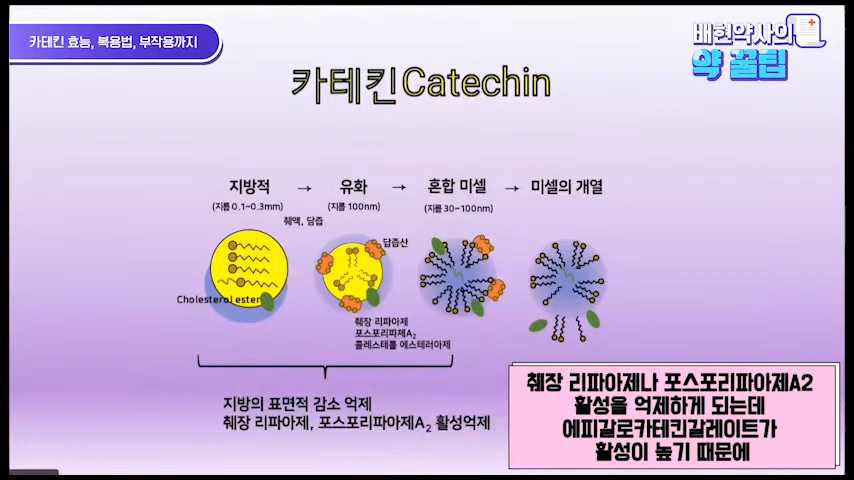 카테킨 효능, 복용법, 부작용까지
배현약사의
약 꿀팁
카테킨Catechin
지방적 → 유화 → 혼합 미셀 → 미셀의 개열
(지름 0.1~0.3mm) (지름 100nm) (지름 30~100nm)
췌액, 담즙
담즙산
Cholesterol ester
췌장 리파아제
포스포리파제A₂
콜레스테롤 에스테러아제
지방의 표면적 감소 억제
췌장 리파아제, 포스포리파아제A₂ 활성억제
췌장 리파아제나 포스포리파아제A2
활성을 억제하게 되는데
에피갈로카테킨갈레이트가
활성이 높기 때문에